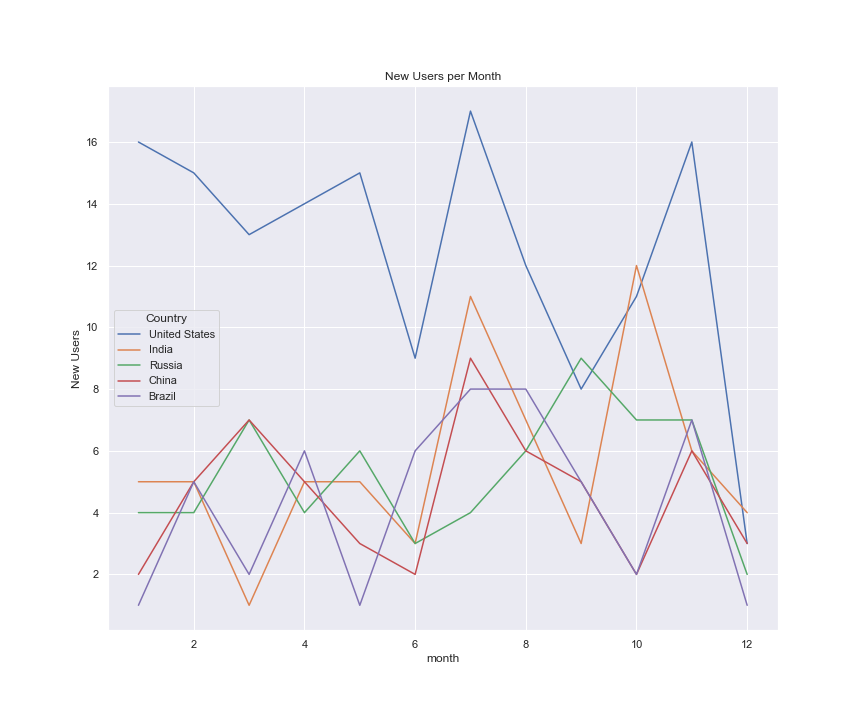 New Users per Month
New Users
16
14
12
10
8
6
4
2
Country
United States
India
Russia
China
Brazil
2 4 6 8 10 12
month